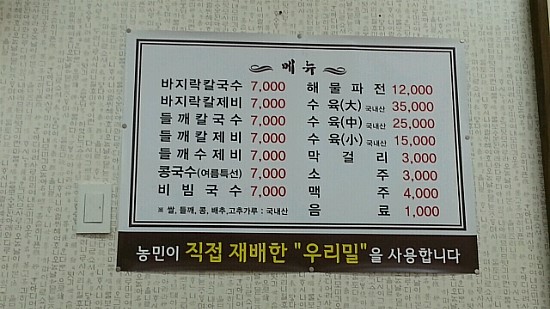 메뉴
바지락칼국수 7,000
바지락칼제비 7,000
들깨칼국수 7,000
들깨칼제비 7,000
들깨수제비 7,000
콩국수(여름특선) 7,000
비빔국수 7,000
※ 쌀, 들깨, 콩, 배추, 고추가루 : 국내산
해물파전 12,000
수육(大) 국내산 35,000
수육(中) 국내산 25,000
수육(小) 국내산 15,000
막걸리 3,000
소주 3,000
맥주 4,000
음료 1,000
농민이 직접 재배한 "우리밀"을 사용합니다